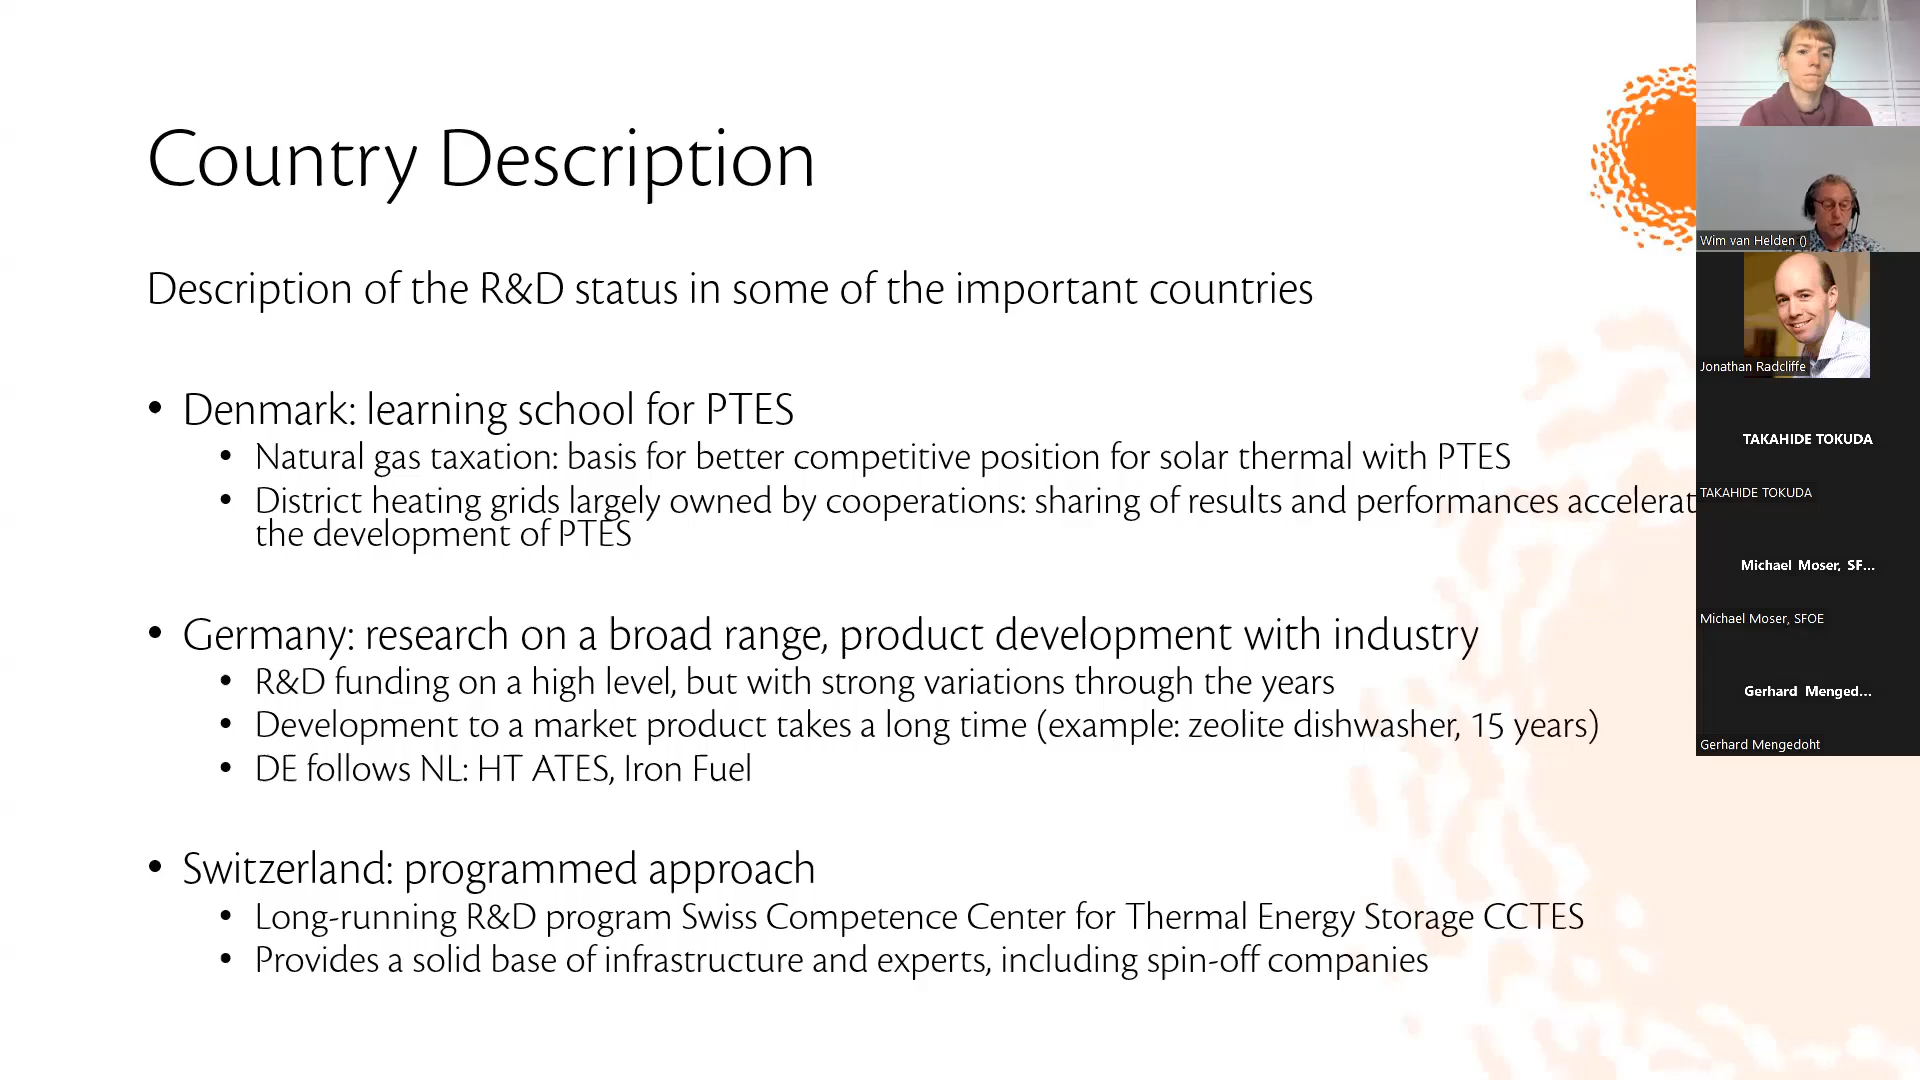 Country Description
Description of the R&D status in some of the important countries
• Denmark: learning school for PTES
• Natural gas taxation: basis for better competitive position for solar thermal with PTES
• District heating grids largely owned by cooperations: sharing of results and performances accelerat
the development of PTES
• Germany: research on a broad range, product development with industry
• R&D funding on a high level, but with strong variations through the years
• Development to a market product takes a long time (example: zeolite dishwasher, 15 years)
• DE follows NL: HT ATES, Iron Fuel
• Switzerland: programmed approach
• Long-running R&D program Swiss Competence Center for Thermal Energy Storage CCTES
• Provides a solid base of infrastructure and experts, including spin-off companies
Wim van Helden ()
Jonathan Radcliffe
TAKAHIDE TOKUDA
TAKAHIDE TOKUDA
Michael Moser, SF...
Michael Moser, SFOE
Gerhard Menged...
Gerhard Mengedoht